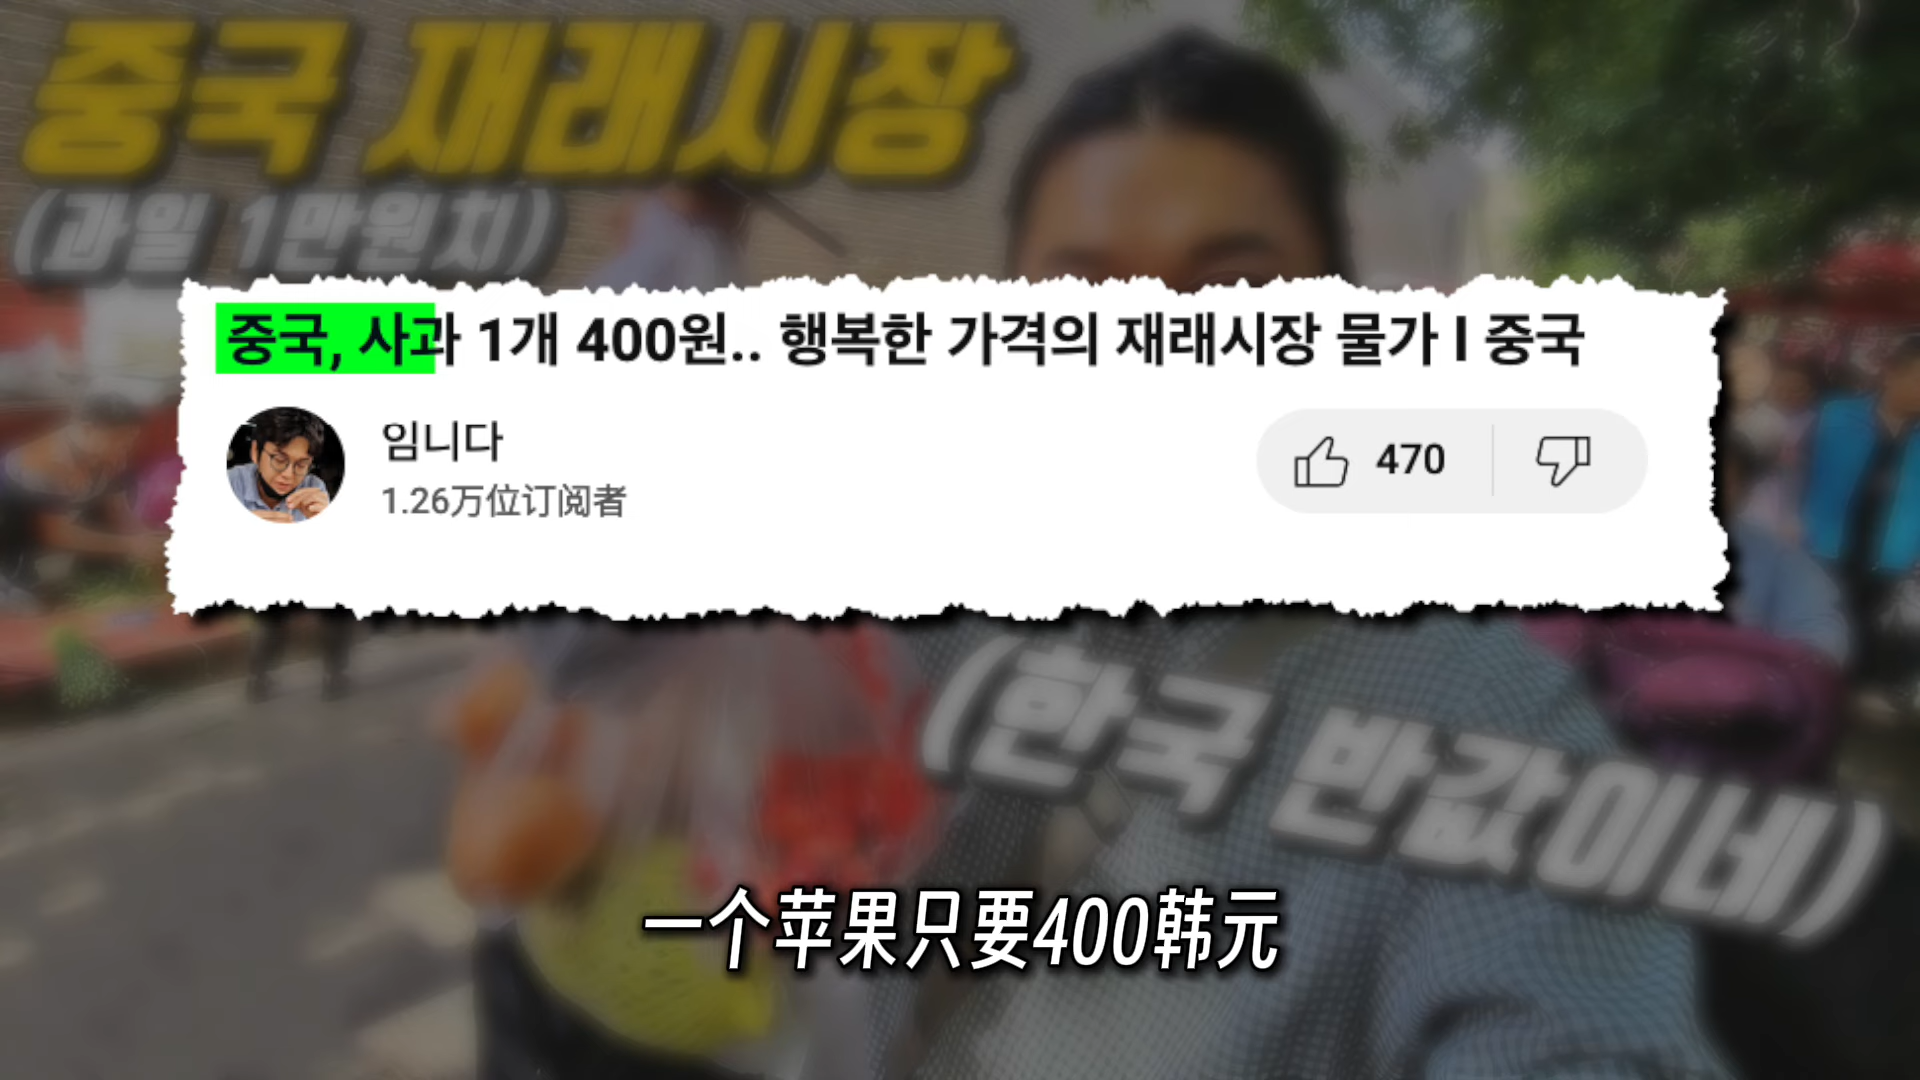 중국 재래시장
(과일 1만원치)
중국, 사과 1개 400원.. 행복한 가격의 재래시장 물가 l 중국
임니다
1.26万位订阅者
470
(한국 반값이네)
一个苹果只要400韩元